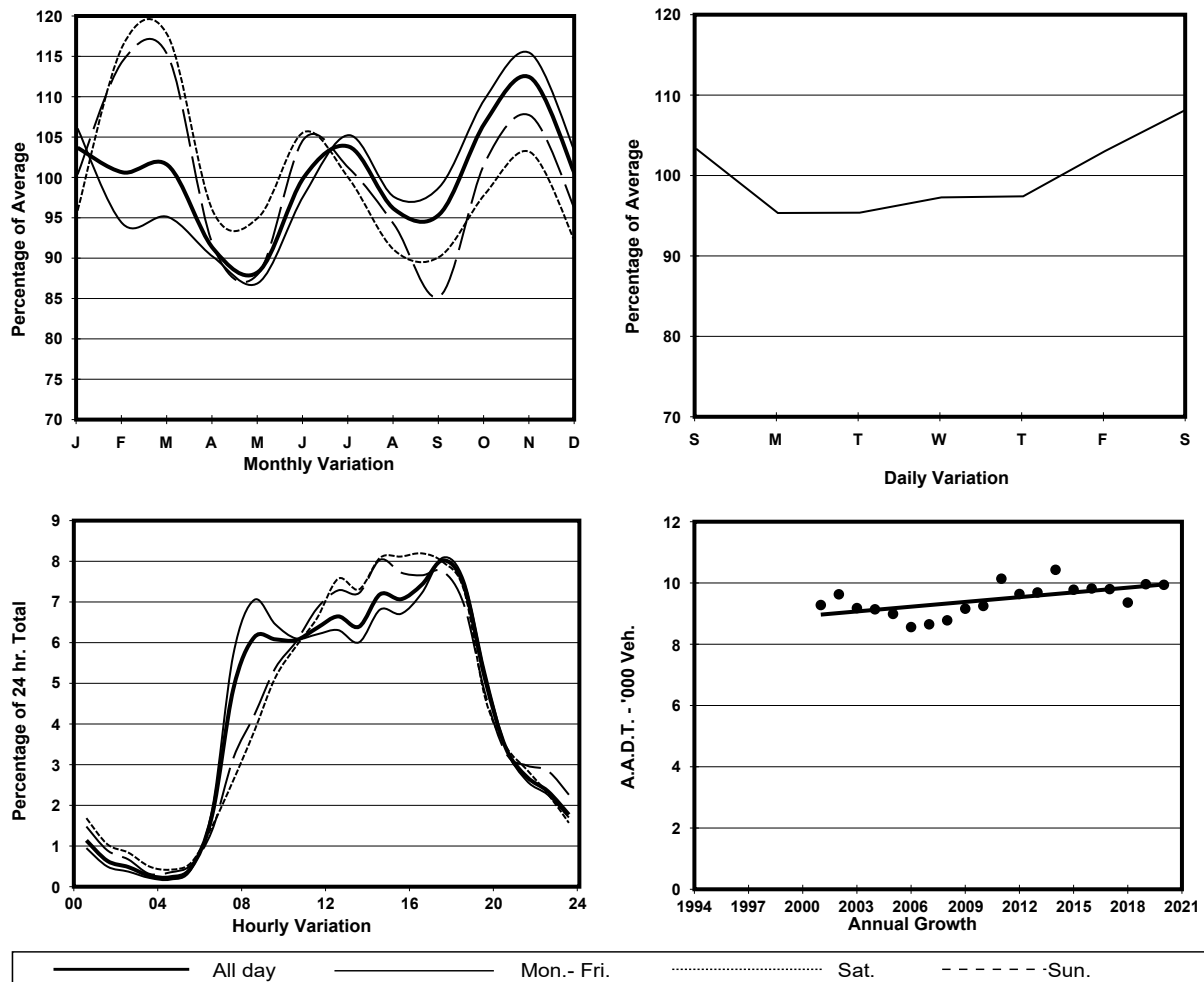 120
115
110
105
100
95
90
85
80
75
70
Percentage of Average
J F M A M J J A S O N D
Monthly Variation
120
110
100
90
80
70
Percentage of Average
S M T W T F S
Daily Variation
9
8
7
6
5
4
3
2
1
0
Percentage of 24 hr. Total
00 04 08 12 16 20 24
Hourly Variation
12
10
8
6
4
2
0
A.A.D.T. - '000 Veh.
1994 1997 2000 2003 2006 2009 2012 2015 2018 2021
Annual Growth
All day Mon.- Fri. Sat. Sun.